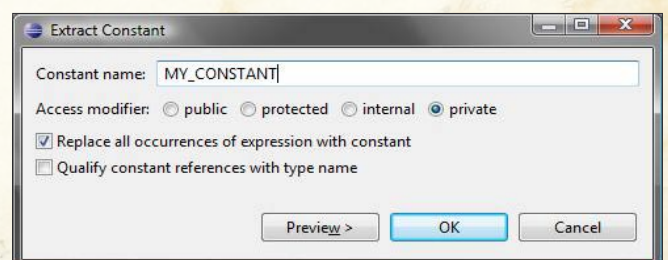 Extract Constant
Constant name: MY_CONSTANT
Access modifier: public protected internal private
Replace all occurrences of expression with constant
Qualify constant references with type name
Preview > OK Cancel